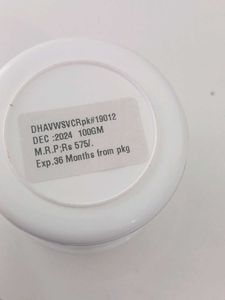 DHAVWSVCRpk#19012
DEC :2024 100GM
M.R.P;Rs 575/.
Exp.36 Months from pkg